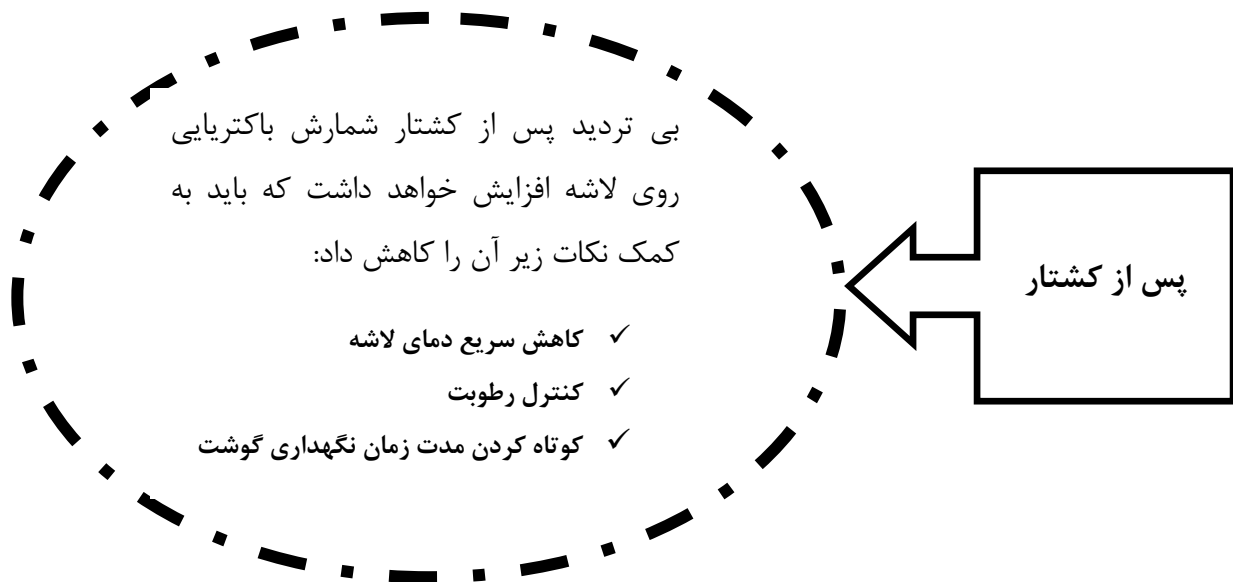 پس از کشتار
بی تردید پس از کشتار شمارش باکتریایی
روی لاشه افزایش خواهد داشت که باید به
کمک نکات زیر آن را کاهش داد:
✓ کاهش سریع دمای لاشه
✓ کنترل رطوبت
✓ کوتاه کردن مدت زمان نگهداری گوشت